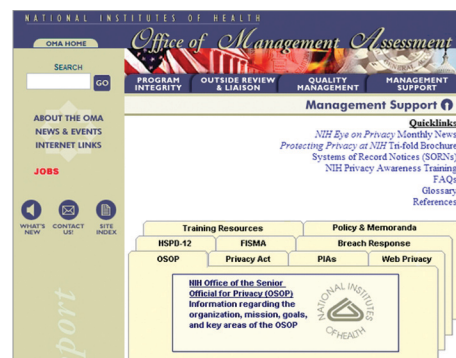 NATIONAL INSTITUTES OF HEALTH
OMA HOME
Office of Management Assessment
SEARCH
GO
PROGRAM INTEGRITY
OUTSIDE REVIEW & LIAISON
QUALITY MANAGEMENT
MANAGEMENT SUPPORT
Management Support
ABOUT THE OMA
NEWS & EVENTS
INTERNET LINKS
JOBS
WHAT'S NEW
CONTACT US!
SITE INDEX
Quicklinks
NIH Eye on Privacy Monthly News
Protecting Privacy at NIH Tri-fold Brochure
Systems of Record Notices (SORNs)
NIH Privacy Awareness Training
FAQs
Glossary
References
Training Resources
Policy & Memoranda
HSPD-12
FISMA
Breach Response
OSOP
Privacy Act
PIAs
Web Privacy
NIH Office of the Senior
Official for Privacy (OSOP)
Information regarding the
organization, mission, goals,
and key areas of the OSOP
NATIONAL INSTITUTES OF HEALTH
port